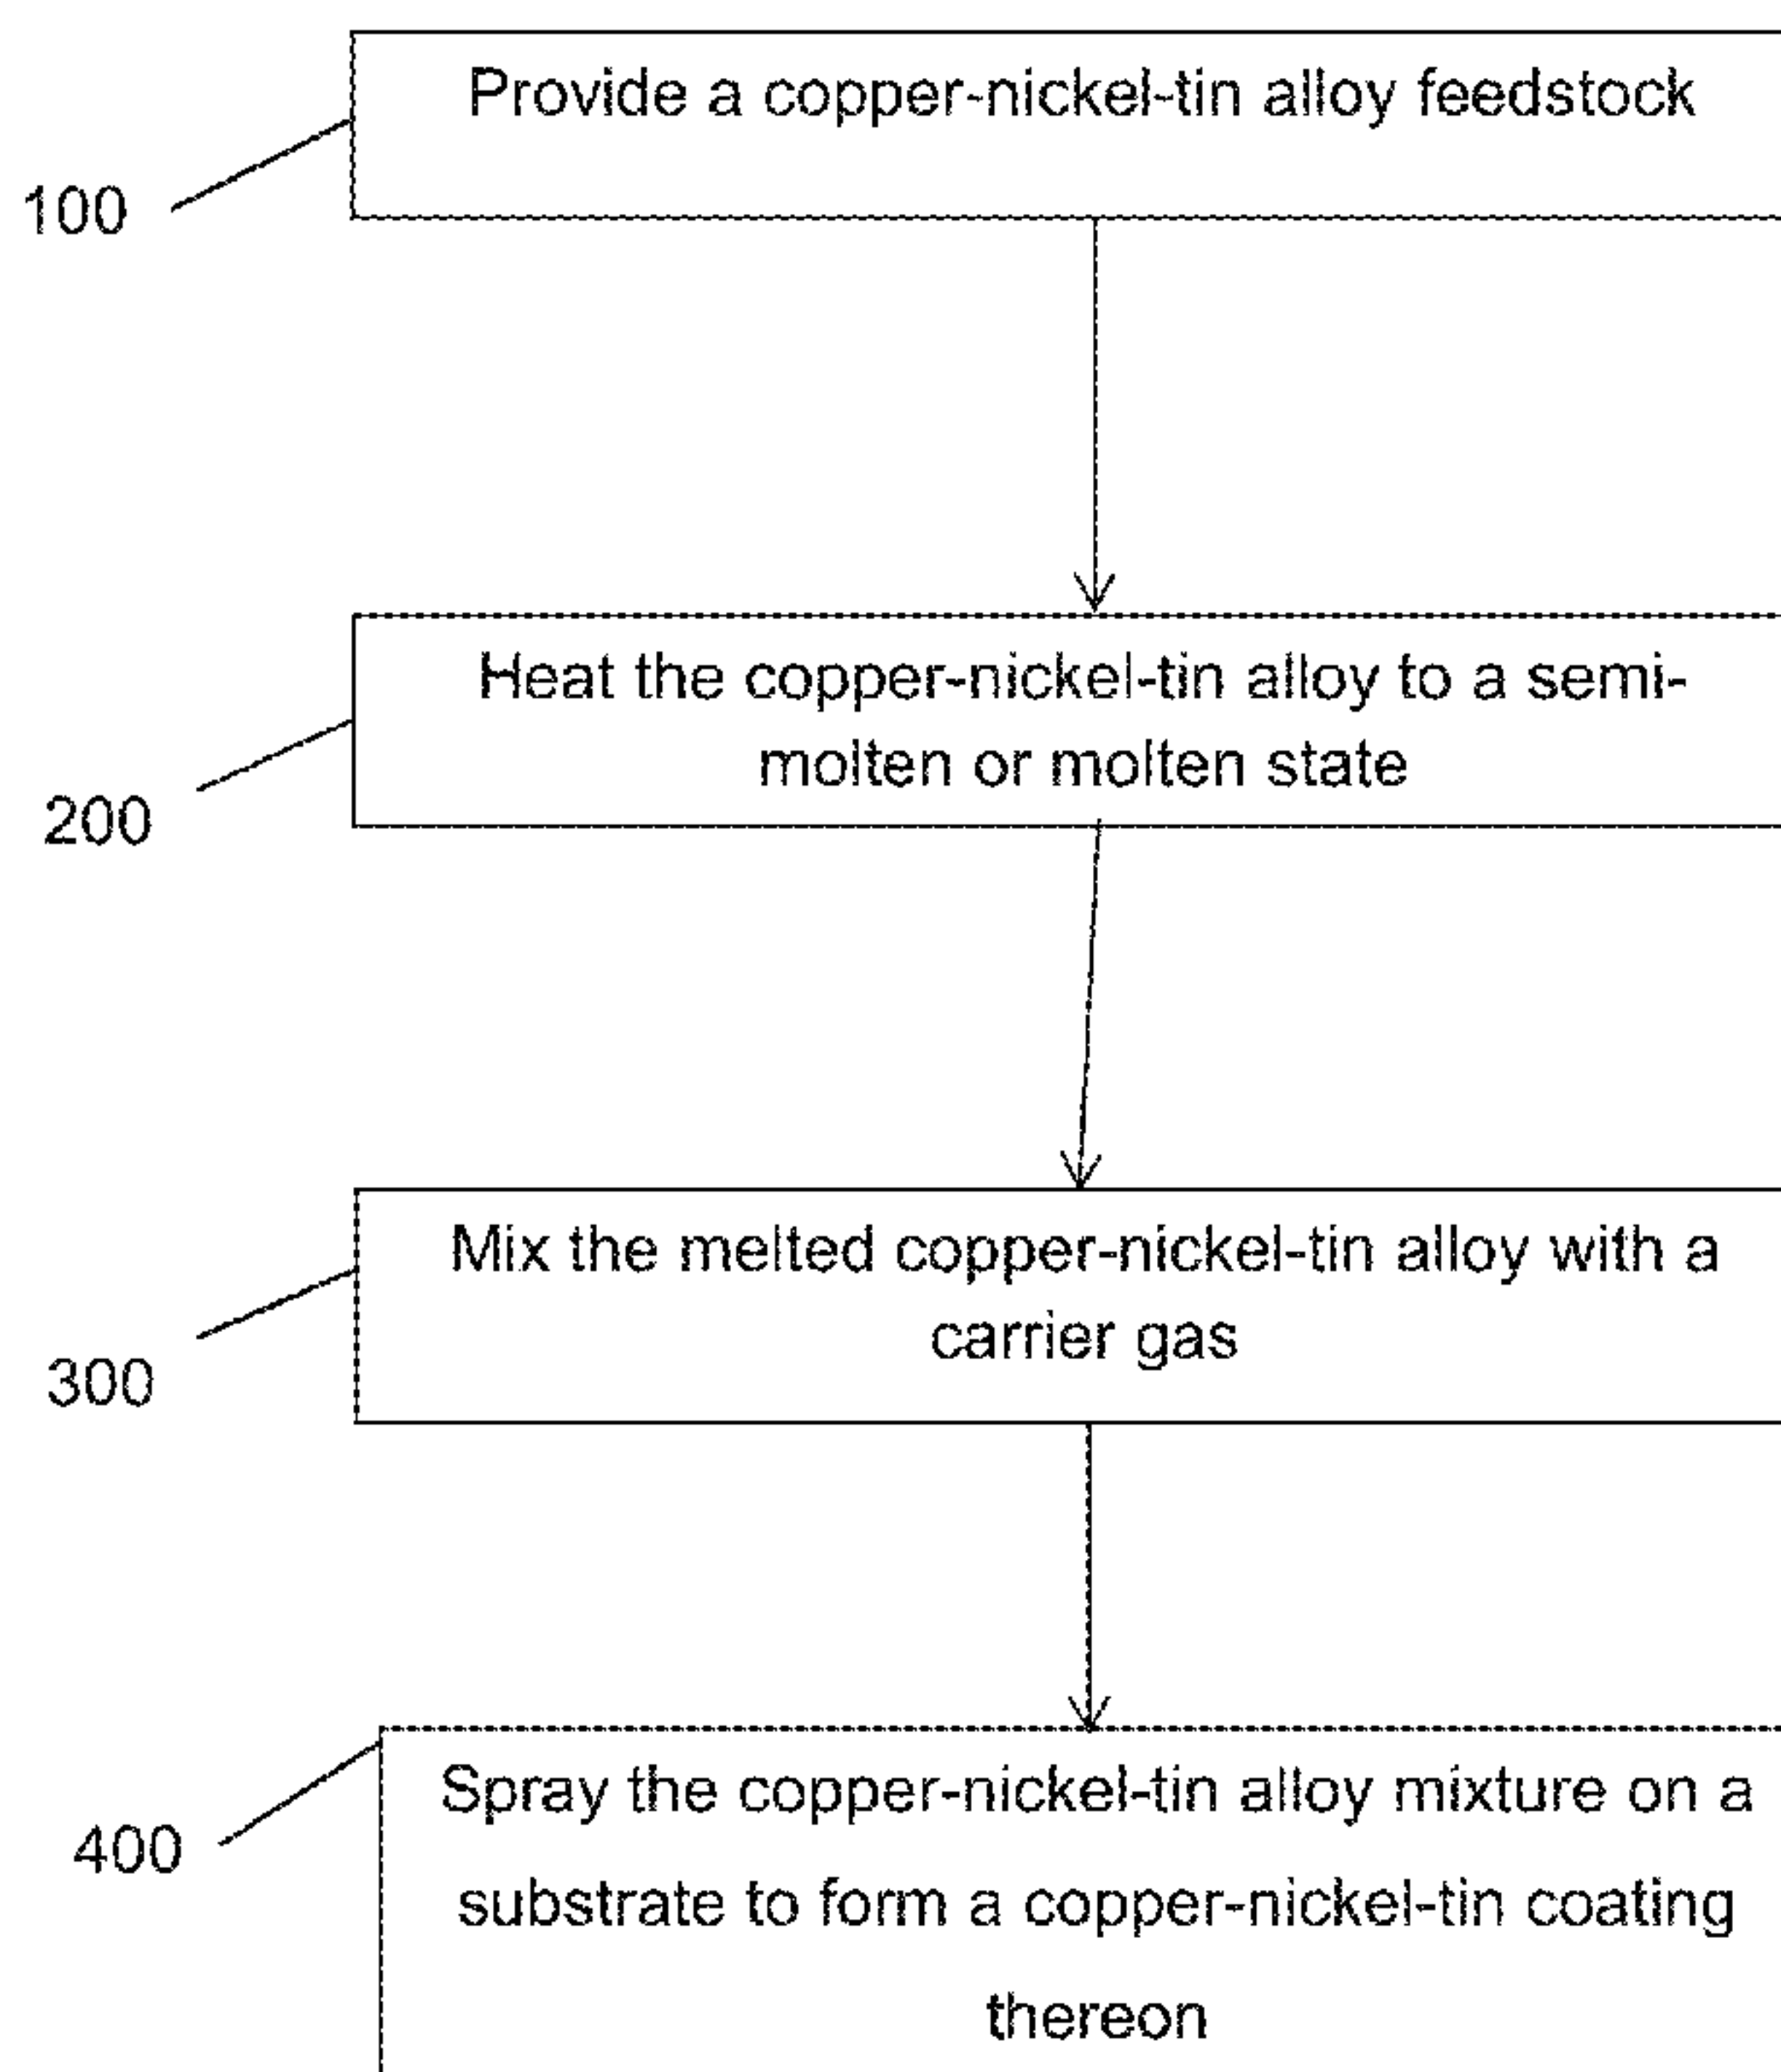 Provide a copper-nickel-tin alloy feedstock
100
Heat the copper-nickel-tin alloy to a semi-
molten or molten state
200
Mix the melted copper-nickel-tin alloy with a
carrier gas
300
Spray the copper-nickel-tin alloy mixture on a
400
substrate to form a copper-nickel-tin coating
thereon